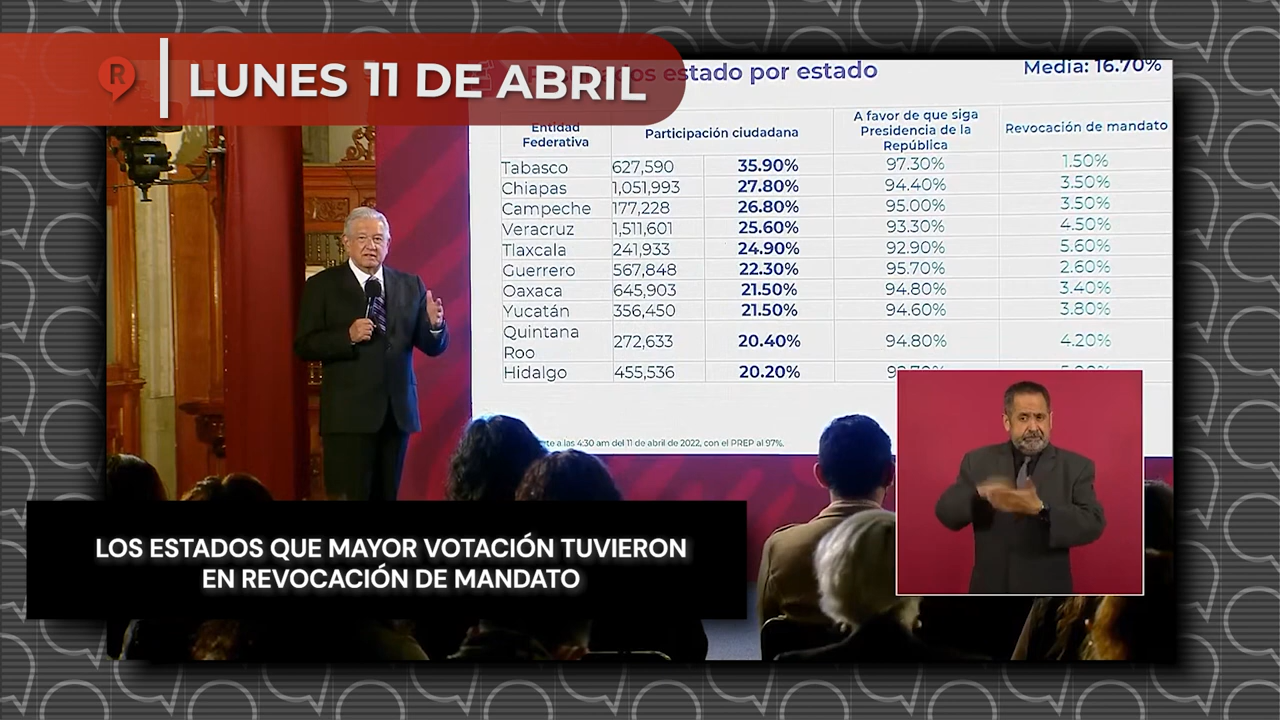 R
LUNES 11 DE ABRIL
estado por estado
Media: 16.70%
Entidad Federativa
Participación ciudadana
A favor de que siga Presidencia de la República
Revocación de mandato
Tabasco 627,590 35.90% 97.30% 1.50%
Chiapas 1,051,993 27.80% 94.40% 3.50%
Campeche 177,228 26.80% 95.00% 3.50%
Veracruz 1,511,601 25.60% 93.30% 4.50%
Tlaxcala 241,933 24.90% 92.90% 5.60%
Guerrero 567,848 22.30% 95.70% 2.60%
Oaxaca 645,903 21.50% 94.80% 3.40%
Yucatán 356,450 21.50% 94.60% 3.80%
Quintana Roo 272,633 20.40% 94.80% 4.20%
Hidalgo 455,536 20.20%
a las 4:30 am del 11 de abril de 2022, con el PREP al 97%.
LOS ESTADOS QUE MAYOR VOTACIÓN TUVIERON
EN REVOCACIÓN DE MANDATO